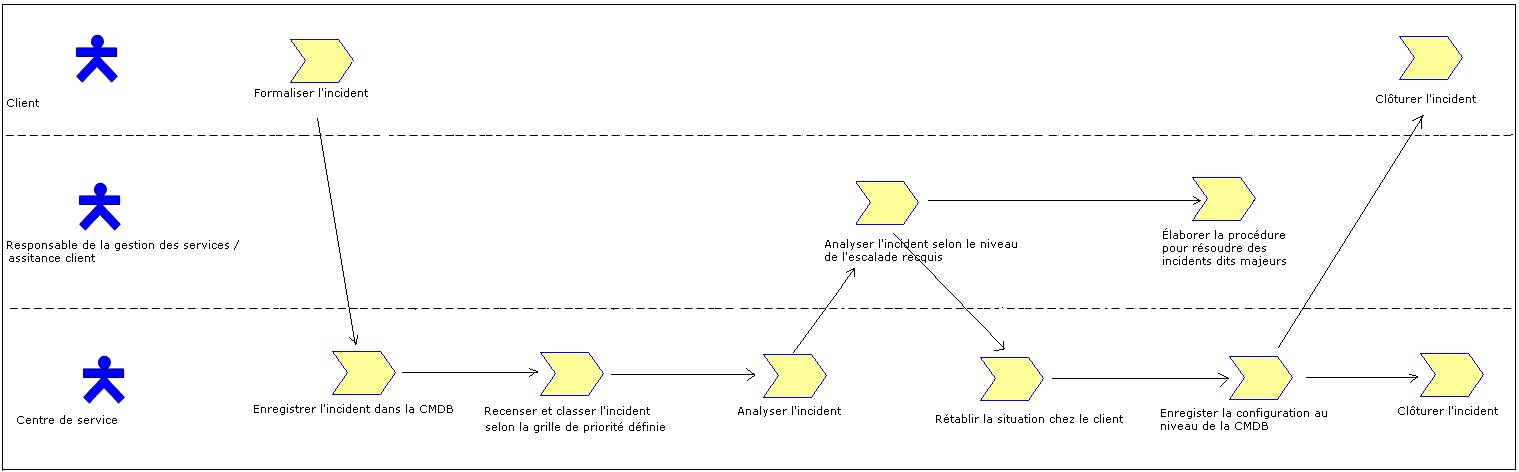 Client
Formaliser l'incident
Clôturer l'incident
Responsable de la gestion des services /
assitance client
Analyser l'incident selon le niveau
de l'escalade recquis
Élaborer la procédure
pour résoudre des
incidents dits majeurs
Centre de service
Enregistrer l'incident dans la CMDB
Recenser et classer l'incident
selon la grille de priorité définie
Analyser l'incident
Rétablir la situation chez le client
Enregister la configuration au
niveau de la CMDB
Clôturer l'incident